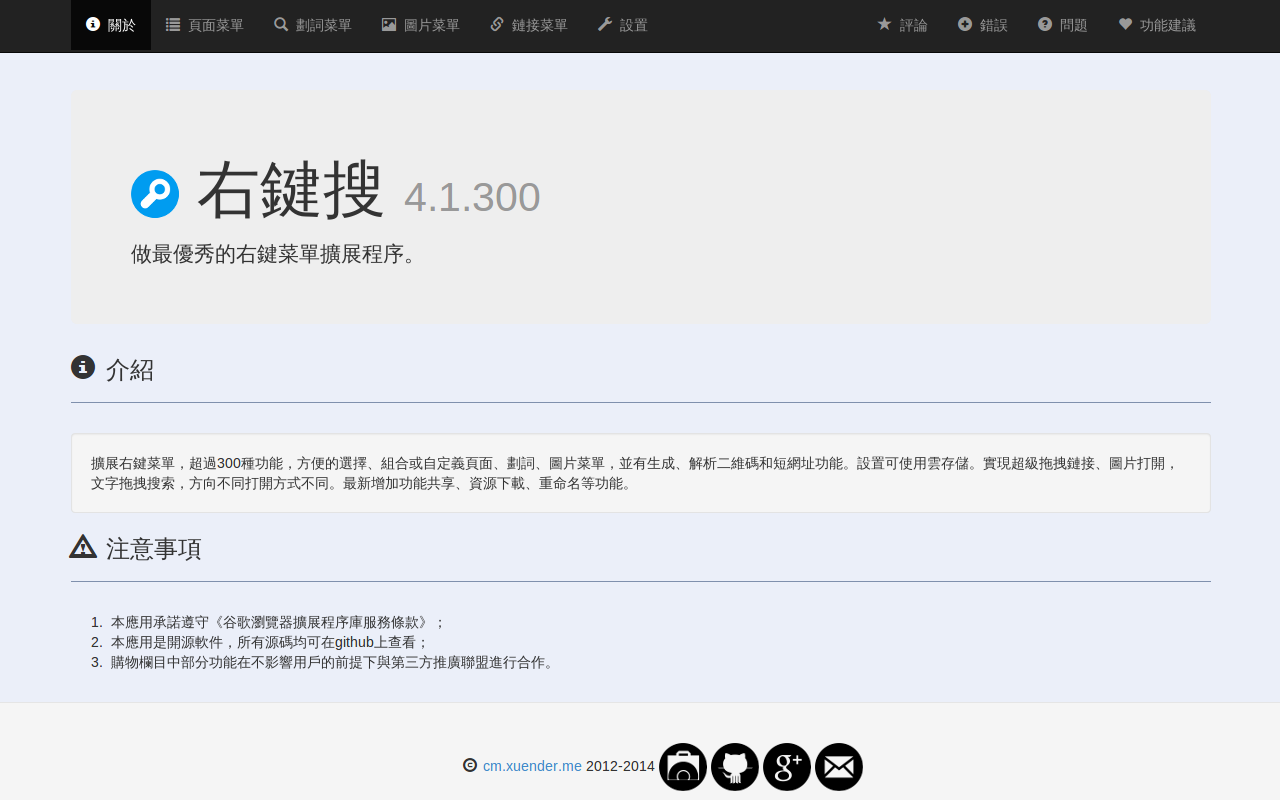 關於 頁面菜單 劃詞菜單 圖片菜單 鏈接菜單 設置 評論 錯誤 問題 功能建議
右鍵搜 4.1.300
做最優秀的右鍵菜單擴展程序。
介紹
擴展右鍵菜單，超過300種功能，方便的選擇、組合或自定義頁面、劃詞、圖片菜單，並有生成、解析二維碼和短網址功能。設置可使用雲存儲。實現超級拖拽鏈接、圖片打開，
文字拖拽搜索，方向不同打開方式不同。最新增加功能共享、資源下載、重命名等功能。
注意事項
1. 本應用承諾遵守《谷歌瀏覽器擴展程序庫服務條款》；
2. 本應用是開源軟件，所有源碼均可在github上查看；
3. 購物欄目中部分功能在不影響用戶的前提下與第三方推廣聯盟進行合作。
© cm.xuender.me 2012-2014